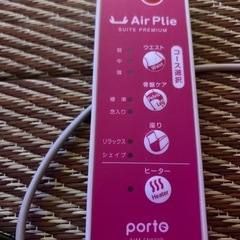 Air Plie
SUITE PREMIUM
弱
中
強
ウエスト
Waist
コース選択
骨盤ケア
標準
念入り
座り
リラックス
シェイプ
ヒーター
Heater
porto